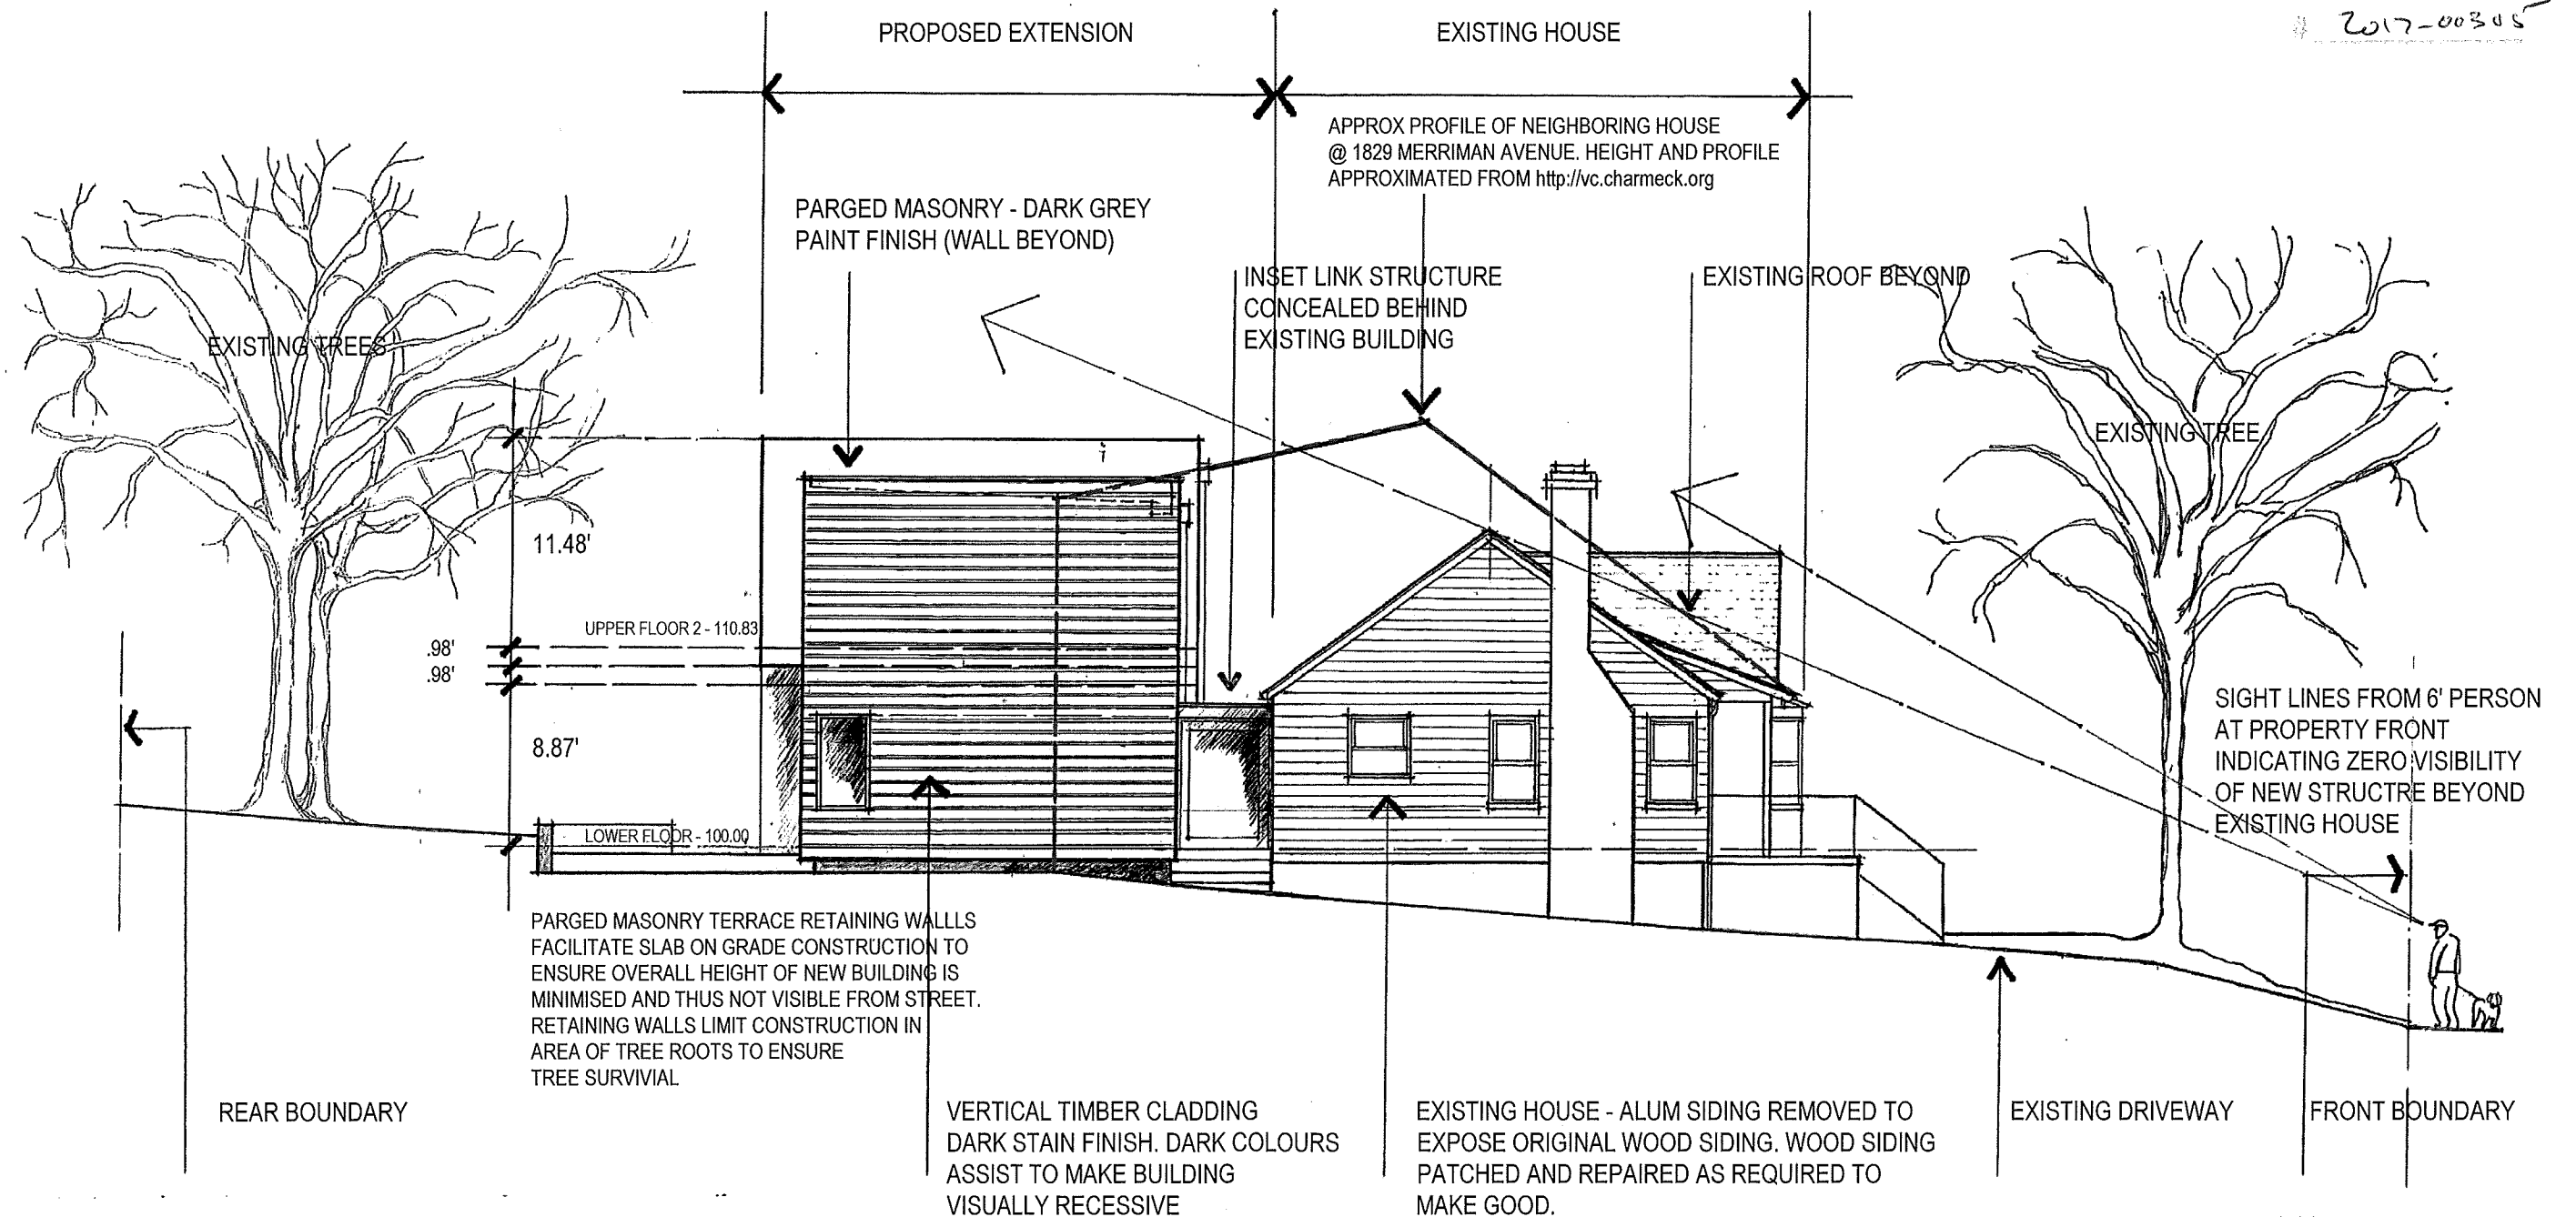 PROPOSED EXTENSION
EXISTING HOUSE
# 2017-00305
APPROX PROFILE OF NEIGHBORING HOUSE
@ 1829 MERRIMAN AVENUE. HEIGHT AND PROFILE
APPROXIMATED FROM http://vc.charmeck.org
PARGED MASONRY - DARK GREY
PAINT FINISH (WALL BEYOND)
INSET LINK STRUCTURE
CONCEALED BEHIND
EXISTING BUILDING
EXISTING ROOF BEYOND
EXISTING TREES
EXISTING TREE
11.48'
UPPER FLOOR 2 - 110.83
.98'
.98'
8.87'
LOWER FLOOR - 100.00
SIGHT LINES FROM 6' PERSON
AT PROPERTY FRONT
INDICATING ZERO VISIBILITY
OF NEW STRUCTRE BEYOND
EXISTING HOUSE
PARGED MASONRY TERRACE RETAINING WALLLS
FACILITATE SLAB ON GRADE CONSTRUCTION TO
ENSURE OVERALL HEIGHT OF NEW BUILDING IS
MINIMISED AND THUS NOT VISIBLE FROM STREET.
RETAINING WALLS LIMIT CONSTRUCTION IN
AREA OF TREE ROOTS TO ENSURE
TREE SURVIVIAL
REAR BOUNDARY
VERTICAL TIMBER CLADDING
DARK STAIN FINISH. DARK COLOURS
ASSIST TO MAKE BUILDING
VISUALLY RECESSIVE
EXISTING HOUSE - ALUM SIDING REMOVED TO
EXPOSE ORIGINAL WOOD SIDING. WOOD SIDING
PATCHED AND REPAIRED AS REQUIRED TO
MAKE GOOD.
EXISTING DRIVEWAY
FRONT BOUNDARY